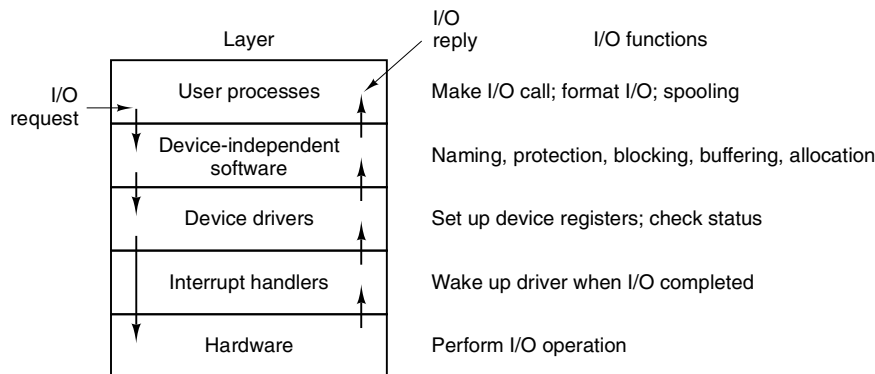 I/O
reply
Layer
I/O functions
I/O
request
User processes
Make I/O call; format I/O; spooling
Device-independent
software
Naming, protection, blocking, buffering, allocation
Device drivers
Set up device registers; check status
Interrupt handlers
Wake up driver when I/O completed
Hardware
Perform I/O operation